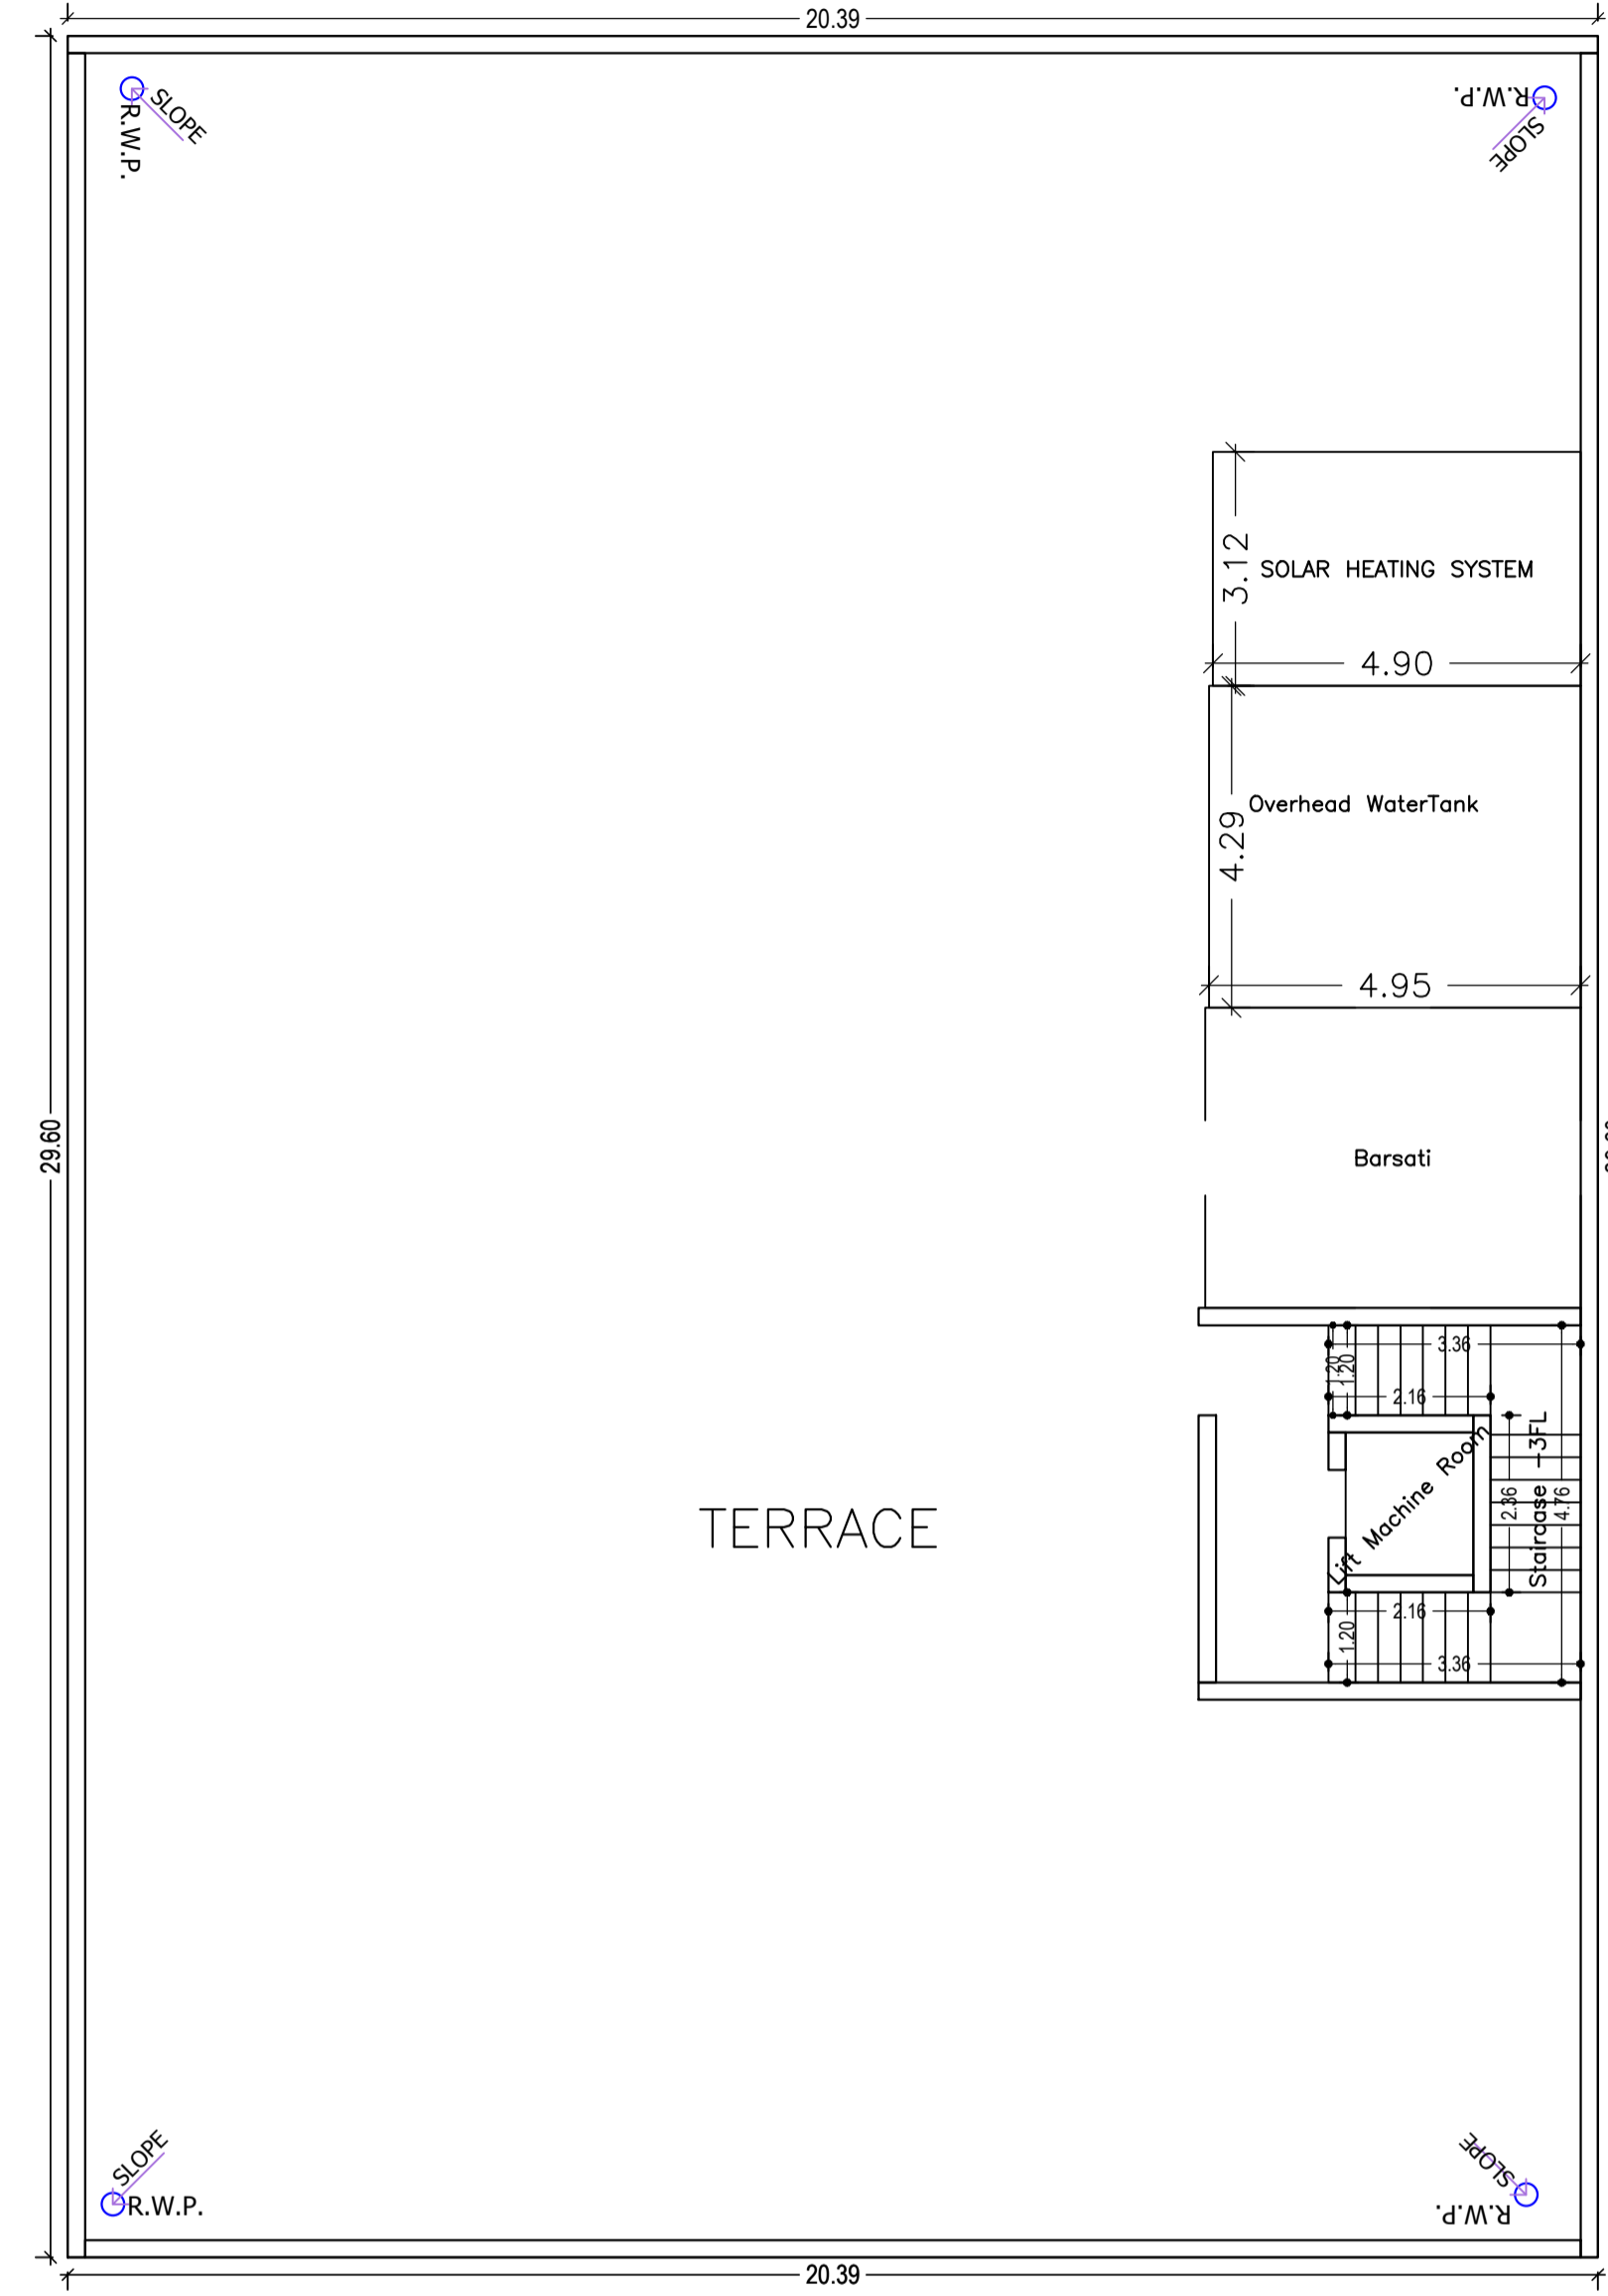 20.39
SLOPE
R.W.P.
R.W.P.
SLOPE
3.12
SOLAR HEATING SYSTEM
4.90
Overhead WaterTank
4.29
4.95
29.60
Barsati
3.36
1.20
1.20
2.16
Lift Machine Room
Staircase -3FL
2.36
4.76
TERRACE
2.16
1.20
3.36
SLOPE
R.W.P.
SLOPE
R.W.P.
20.39